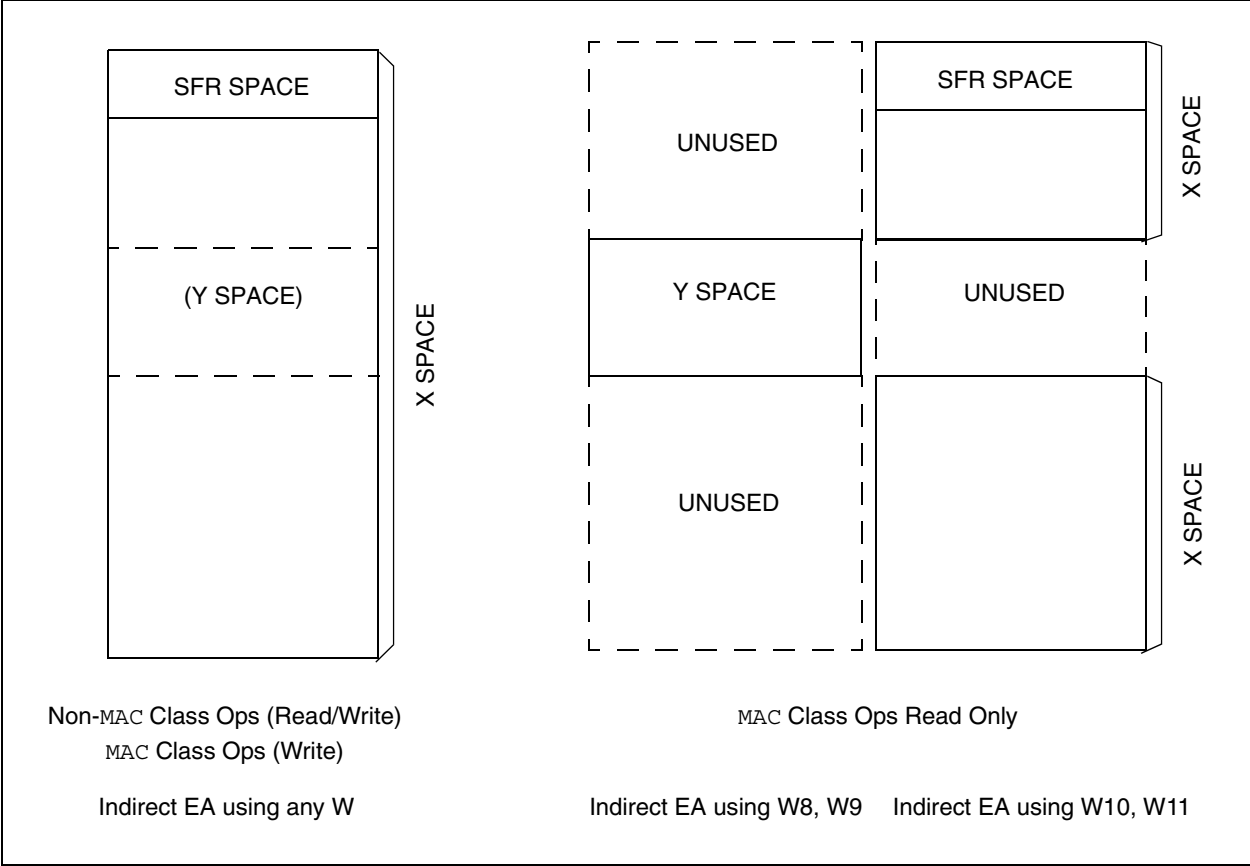 SFR SPACE
(Y SPACE)
X SPACE
Non-MAC Class Ops (Read/Write)
MAC Class Ops (Write)
Indirect EA using any W
UNUSED
Y SPACE
UNUSED
SFR SPACE
X SPACE
UNUSED
X SPACE
MAC Class Ops Read Only
Indirect EA using W8, W9
Indirect EA using W10, W11